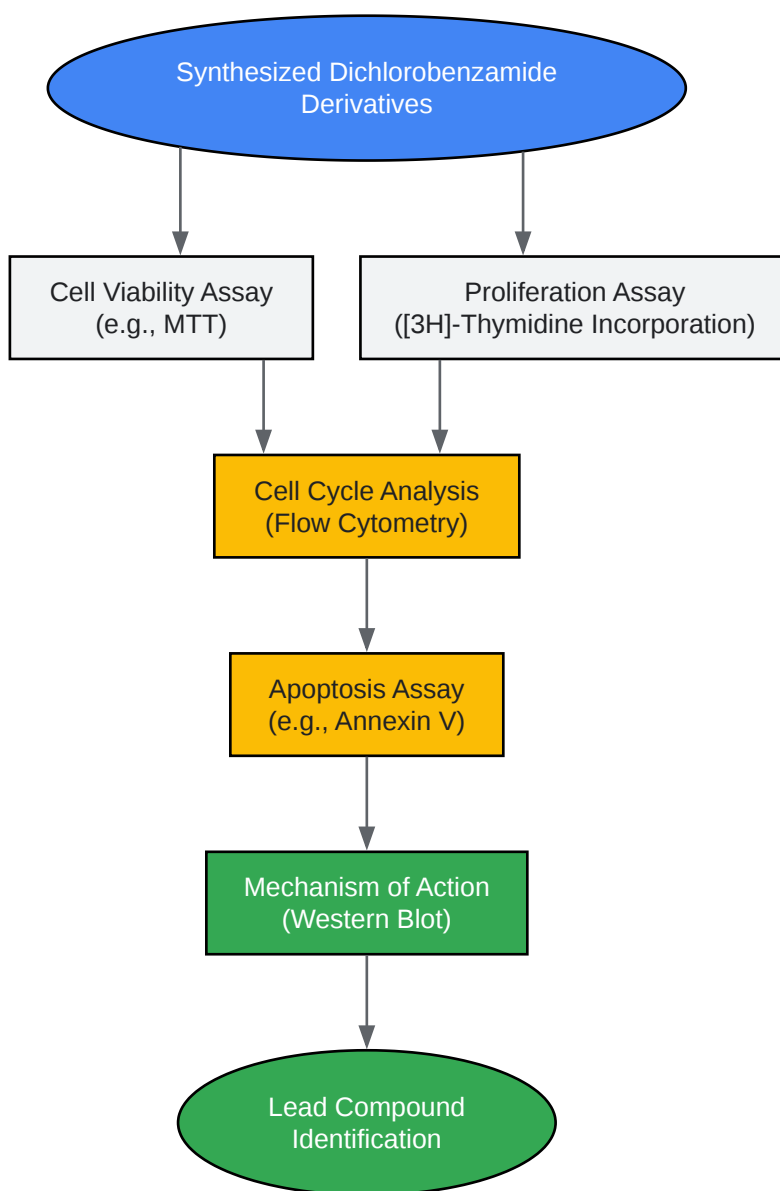 Synthesized Dichlorobenzamide
Derivatives
Cell Viability Assay
(e.g., MTT)
Proliferation Assay
([3H]-Thymidine Incorporation)
Cell Cycle Analysis
(Flow Cytometry)
Apoptosis Assay
(e.g., Annexin V)
Mechanism of Action
(Western Blot)
Lead Compound
Identification